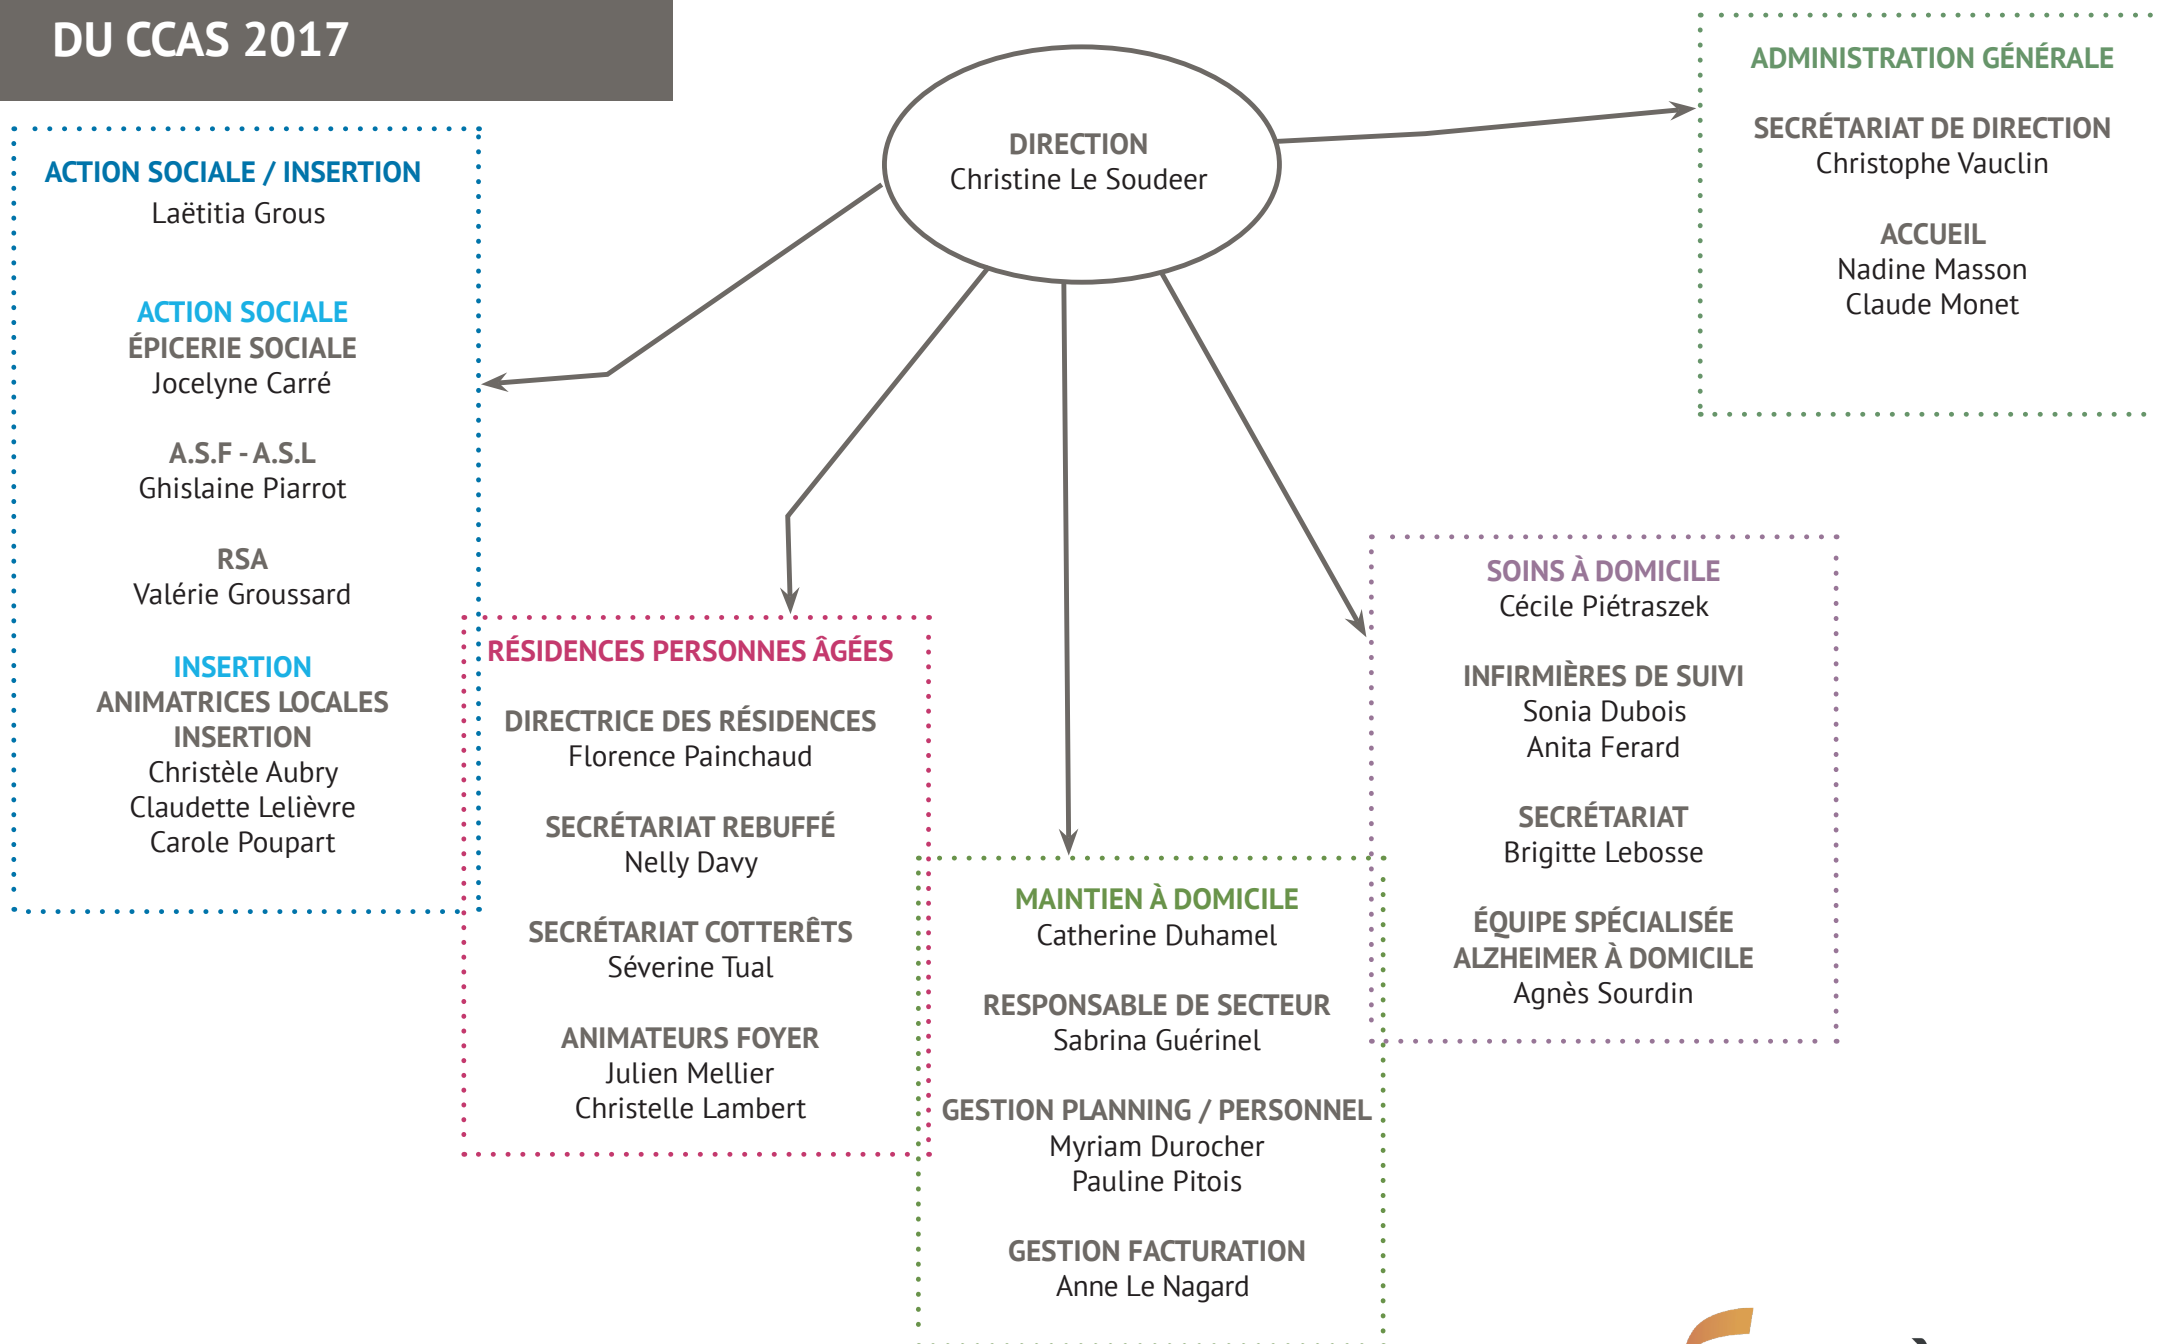 DU CCAS 2017
DIRECTION
Christine Le Soudeer
ADMINISTRATION GÉNÉRALE
SECRÉTARIAT DE DIRECTION
Christophe Vauclin
ACCUEIL
Nadine Masson
Claude Monet
ACTION SOCIALE / INSERTION
Laëtitia Grous
ACTION SOCIALE
ÉPICERIE SOCIALE
Jocelyne Carré
A.S.F - A.S.L
Ghislaine Piarrot
RSA
Valérie Groussard
INSERTION
ANIMATRICES LOCALES
INSERTION
Christèle Aubry
Claudette Lelièvre
Carole Poupart
RÉSIDENCES PERSONNES ÂGÉES
DIRECTRICE DES RÉSIDENCES
Florence Painchaud
SECRÉTARIAT REBUFFÉ
Nelly Davy
SECRÉTARIAT COTTERÊTS
Séverine Tual
ANIMATEURS FOYER
Julien Mellier
Christelle Lambert
MAINTIEN À DOMICILE
Catherine Duhamel
RESPONSABLE DE SECTEUR
Sabrina Guérinel
GESTION PLANNING / PERSONNEL
Myriam Durocher
Pauline Pitois
GESTION FACTURATION
Anne Le Nagard
SOINS À DOMICILE
Cécile Piétraszek
INFIRMIÈRES DE SUIVI
Sonia Dubois
Anita Ferard
SECRÉTARIAT
Brigitte Lebosse
ÉQUIPE SPÉCIALISÉE
ALZHEIMER À DOMICILE
Agnès Sourdin